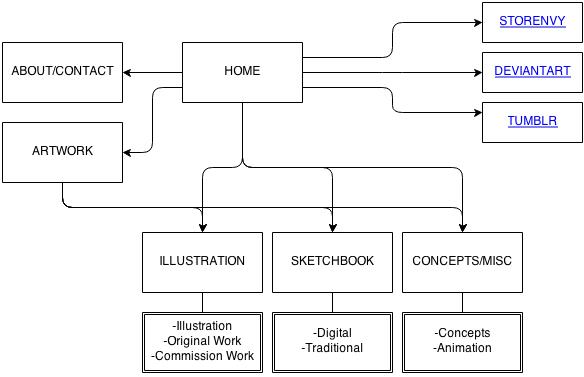 STORENVY
ABOUT/CONTACT
HOME
DEVIANTART
TUMBLR
ARTWORK
ILLUSTRATION
SKETCHBOOK
CONCEPTS/MISC
-Illustration
-Original Work
-Commission Work
-Digital
-Traditional
-Concepts
-Animation